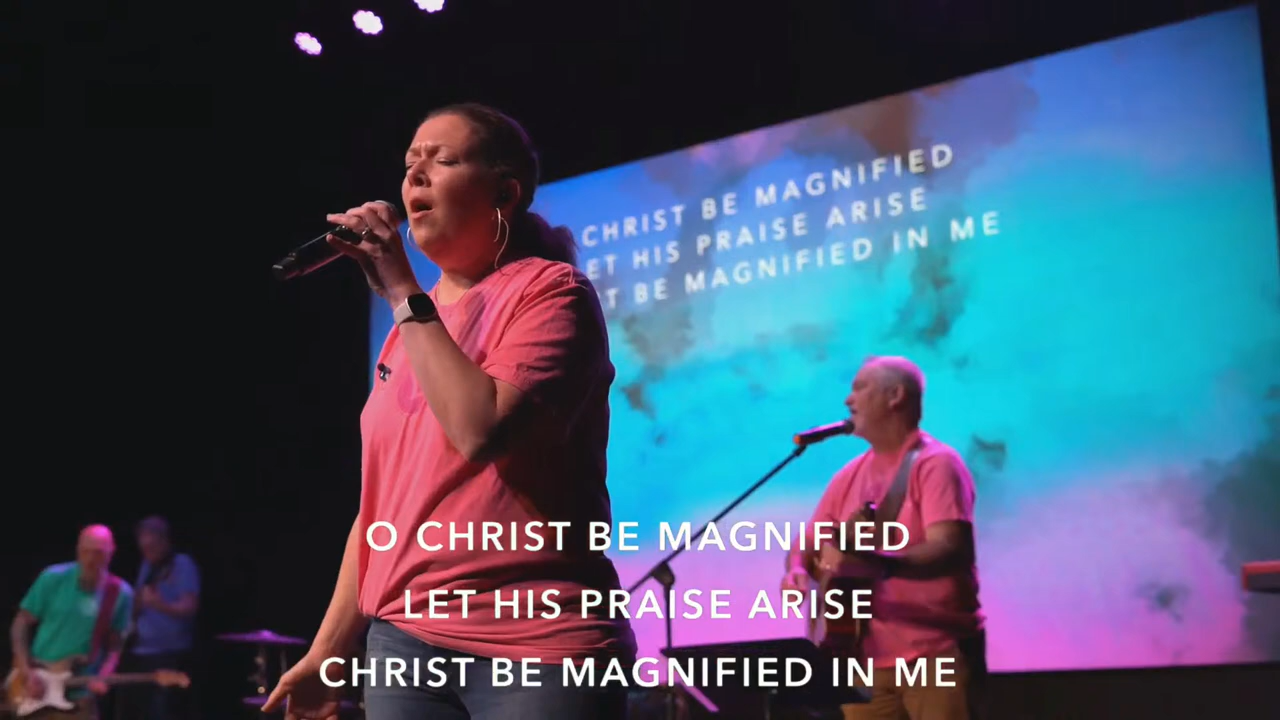 CHRIST BE MAGNIFIED
LET HIS PRAISE ARISE
BE MAGNIFIED IN ME
O CHRIST BE MAGNIFIED
LET HIS PRAISE ARISE
CHRIST BE MAGNIFIED IN ME